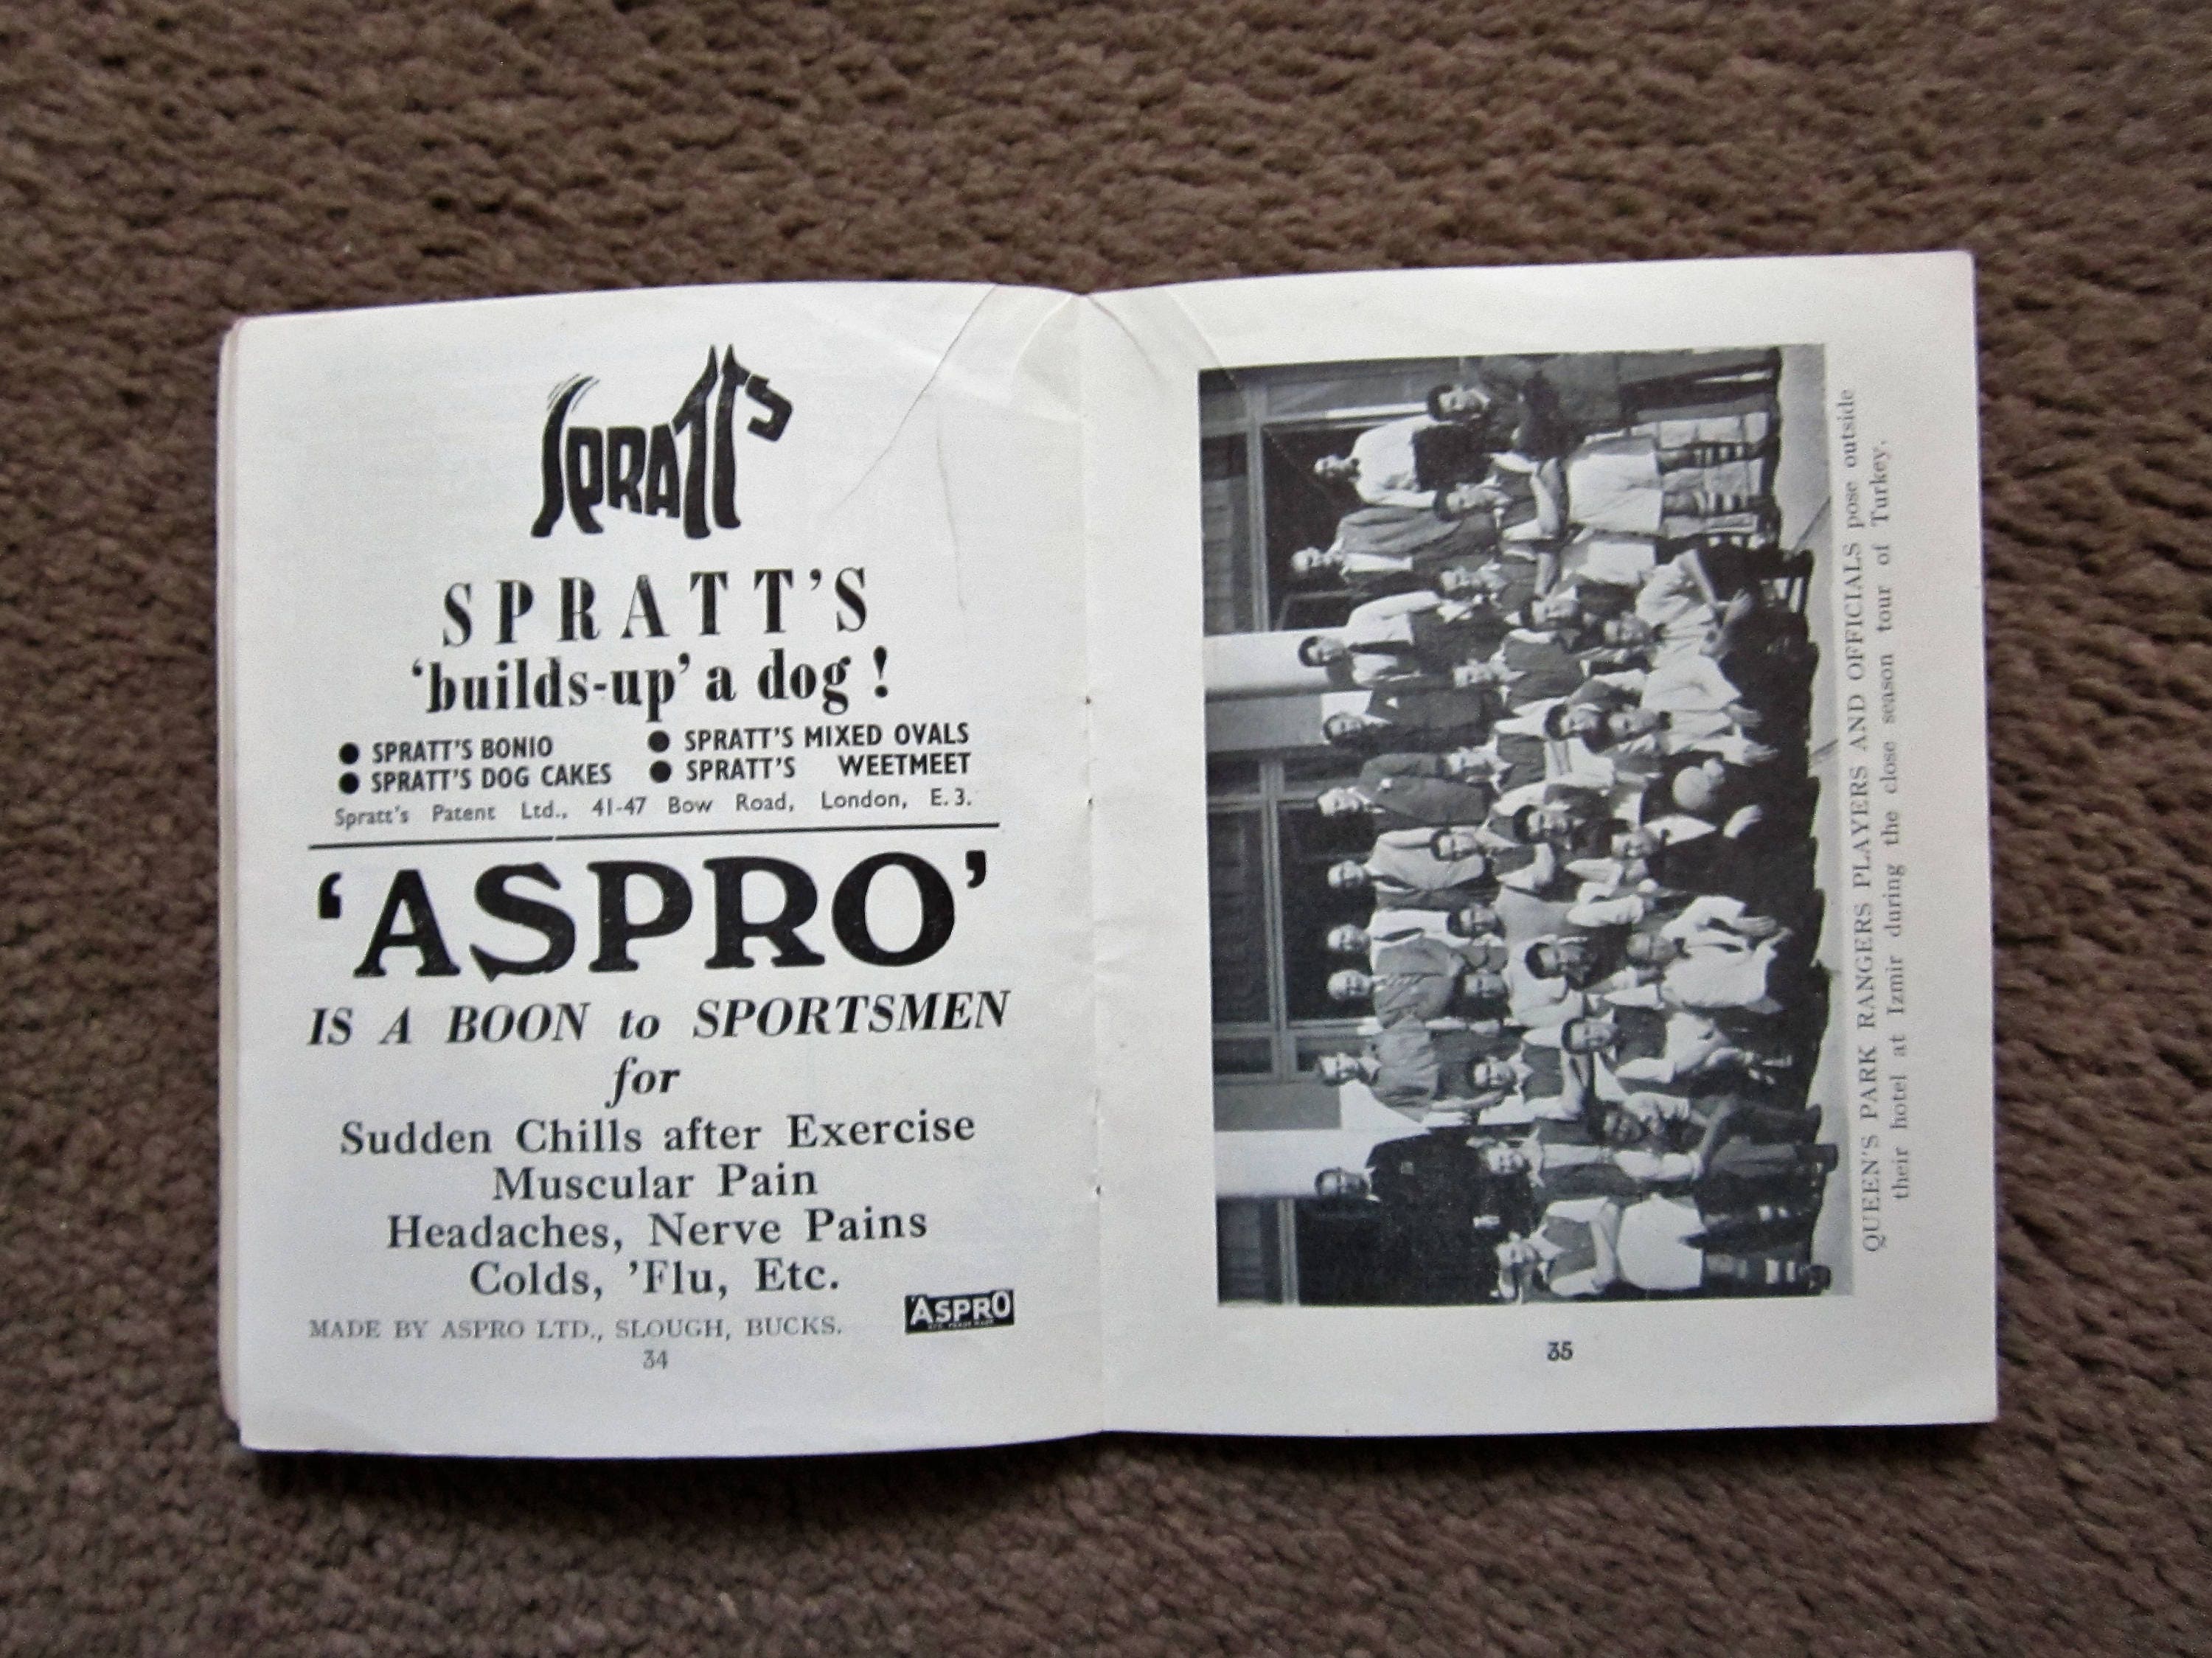 SPRATT'S
SPRATT'S
'builds-up' a dog!
● SPRATT'S BONIO ● SPRATT'S MIXED OVALS
● SPRATT'S DOG CAKES ● SPRATT'S WEETMEET
Spratt's Patent Ltd., 41-47 Bow Road, London, E.3.
'ASPRO'
IS A BOON to SPORTSMEN
for
Sudden Chills after Exercise
Muscular Pain
Headaches, Nerve Pains
Colds, 'Flu, Etc.
MADE BY ASPRO LTD., SLOUGH, BUCKS.
'ASPRO
34
QUEEN'S PARK RANGERS PLAYERS AND OFFICIALS pose outside
their hotel at Izmir during the close season tour of Turkey.
35